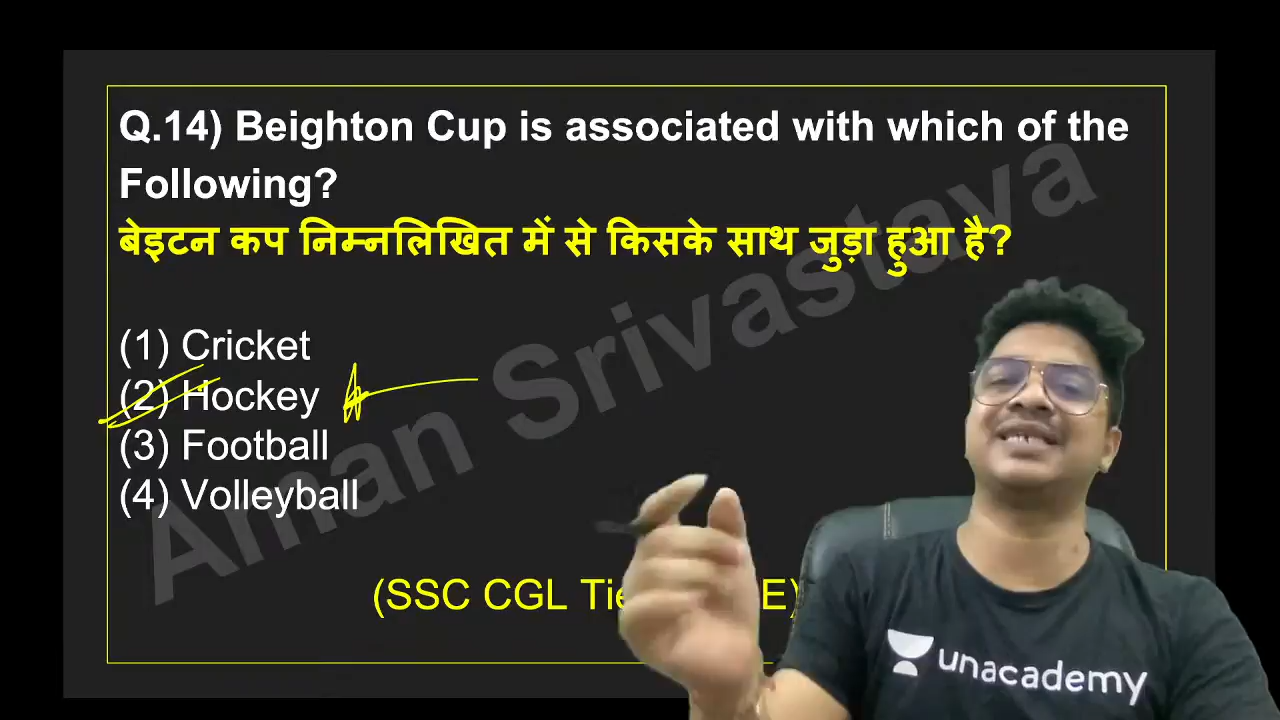 Q.14) Beighton Cup is associated with which of the
Following?
बेइटन कप निम्नलिखित में से किसके साथ जुड़ा हुआ है?
(1) Cricket
(2) Hockey
(3) Football
(4) Volleyball
(SSC CGL
Aman Srivastava
unacademy